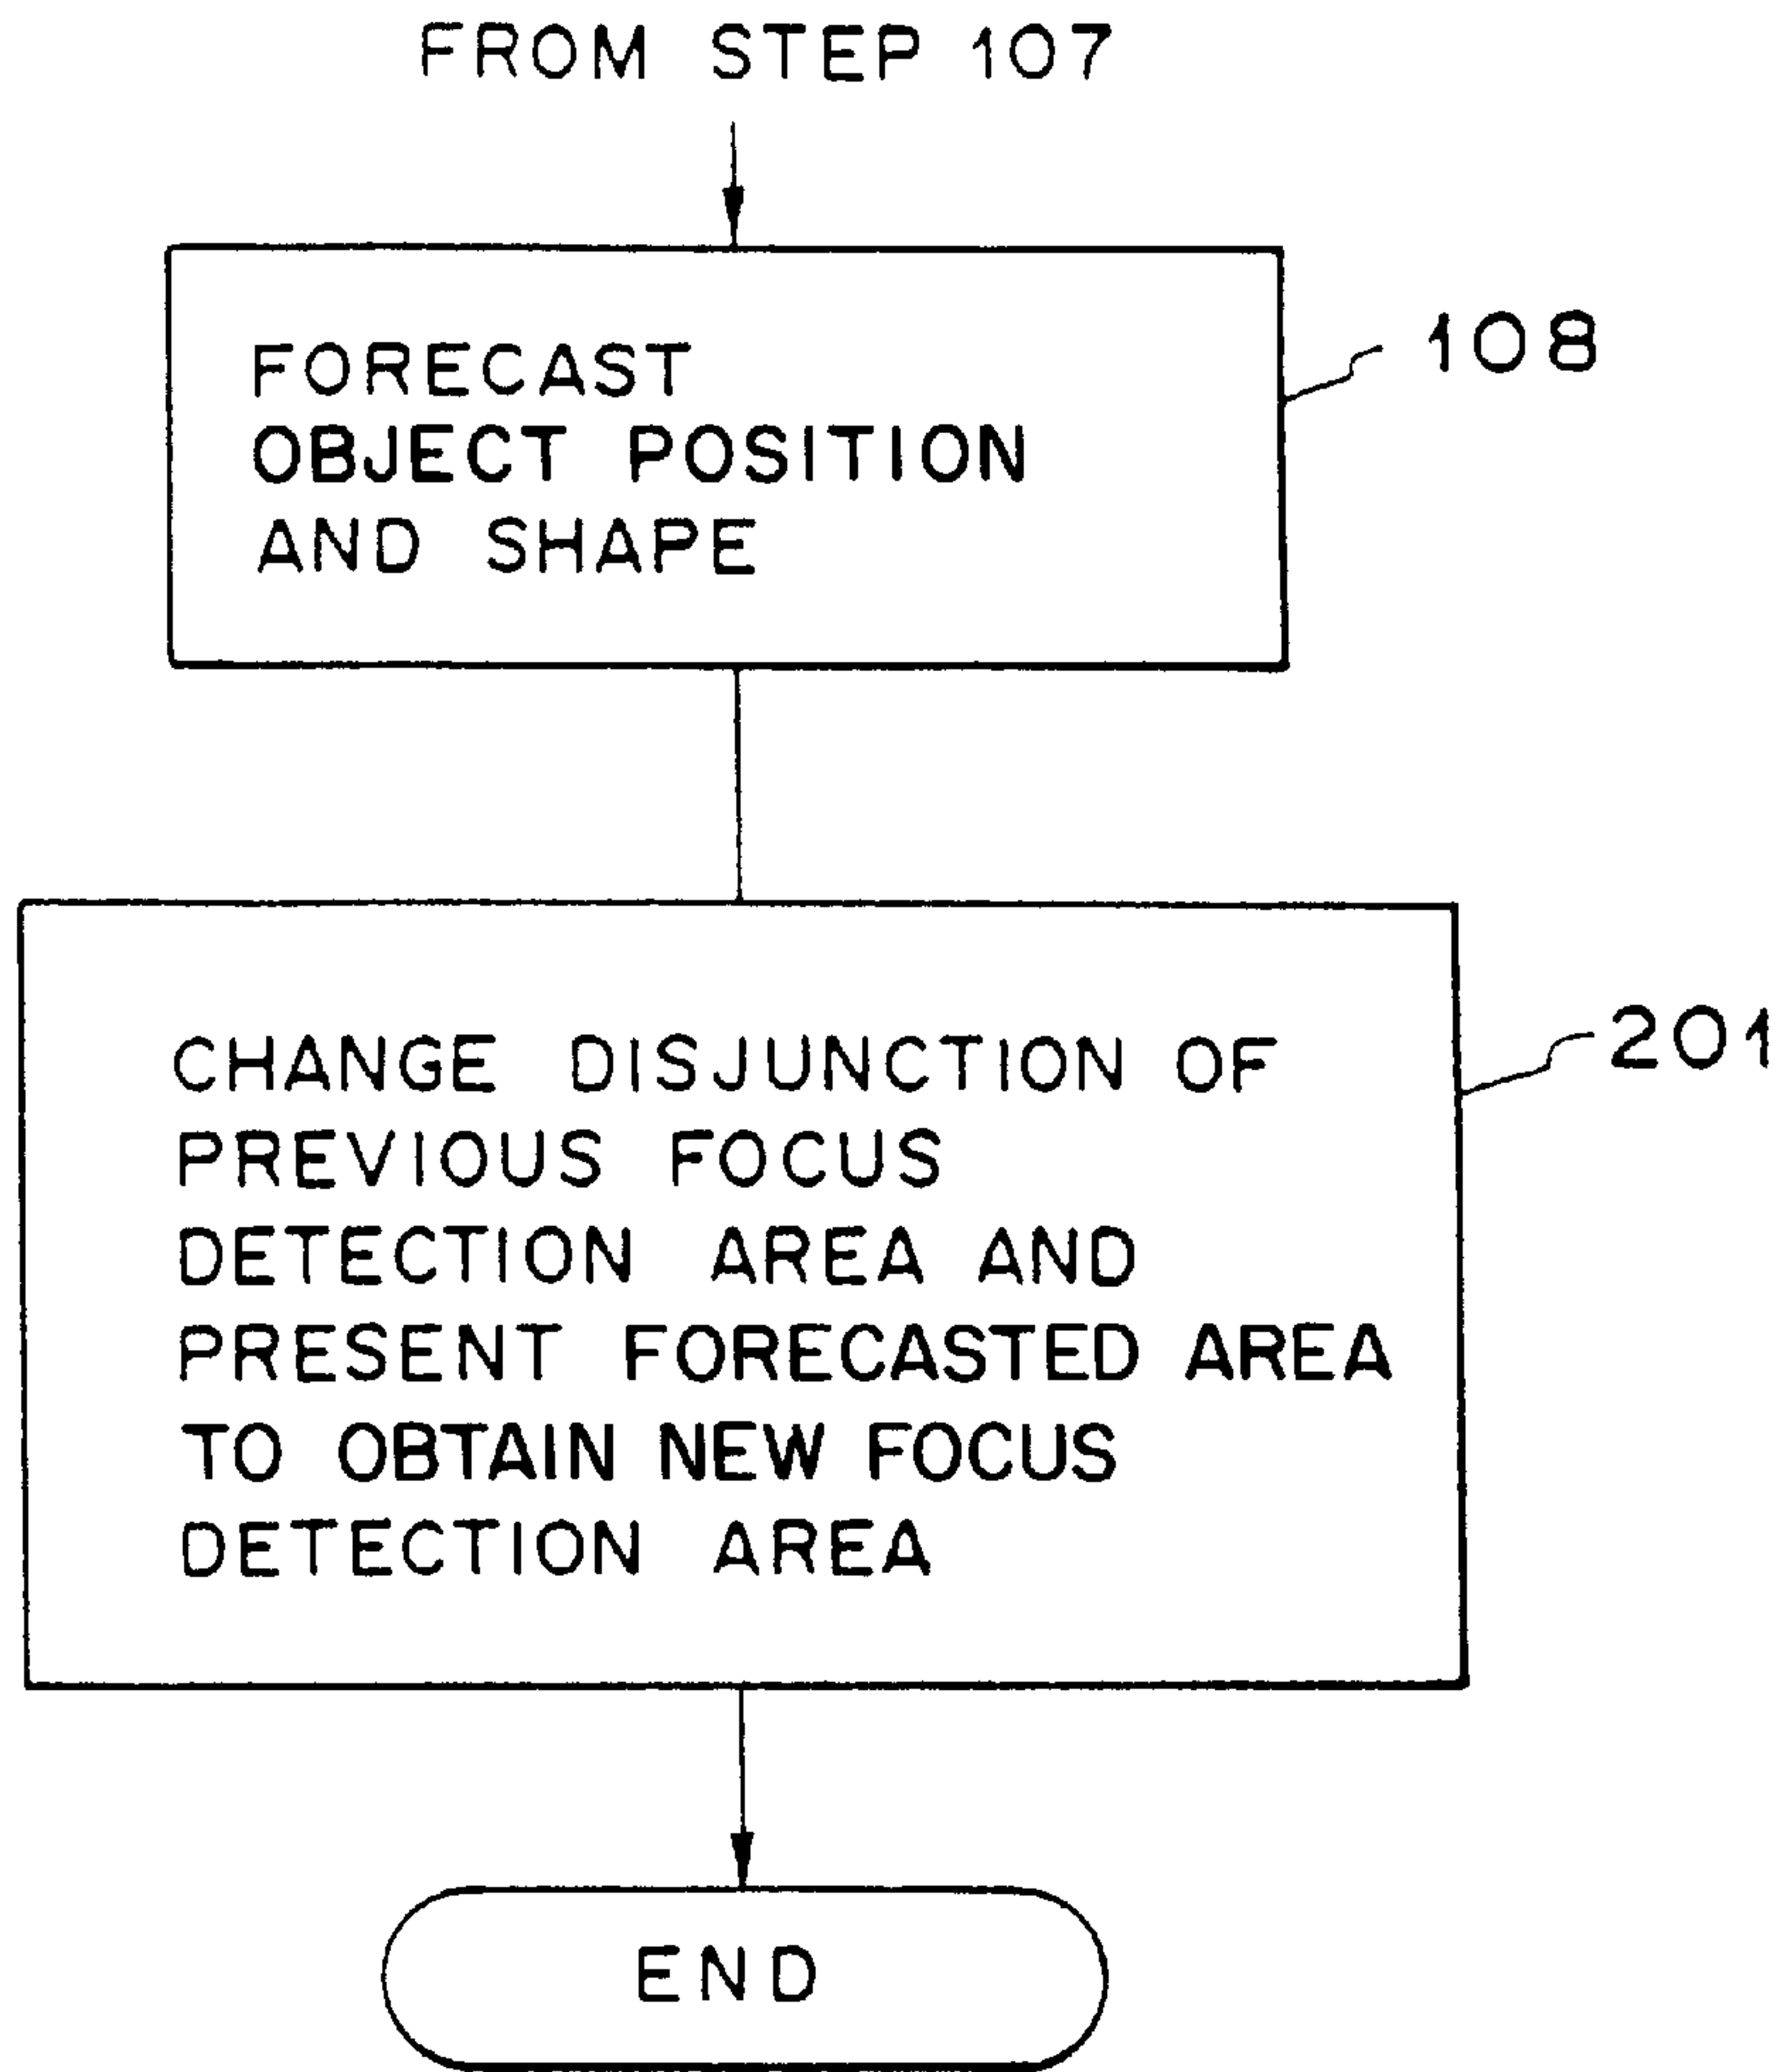 FROM STEP 107
FORECAST
OBJECT POSITION
AND SHAPE
108
CHANGE DISJUNCTION OF
PREVIOUS FOCUS
DETECTION AREA AND
PRESENT FORECASTED AREA
TO OBTAIN NEW FOCUS
DETECTION AREA
201
END